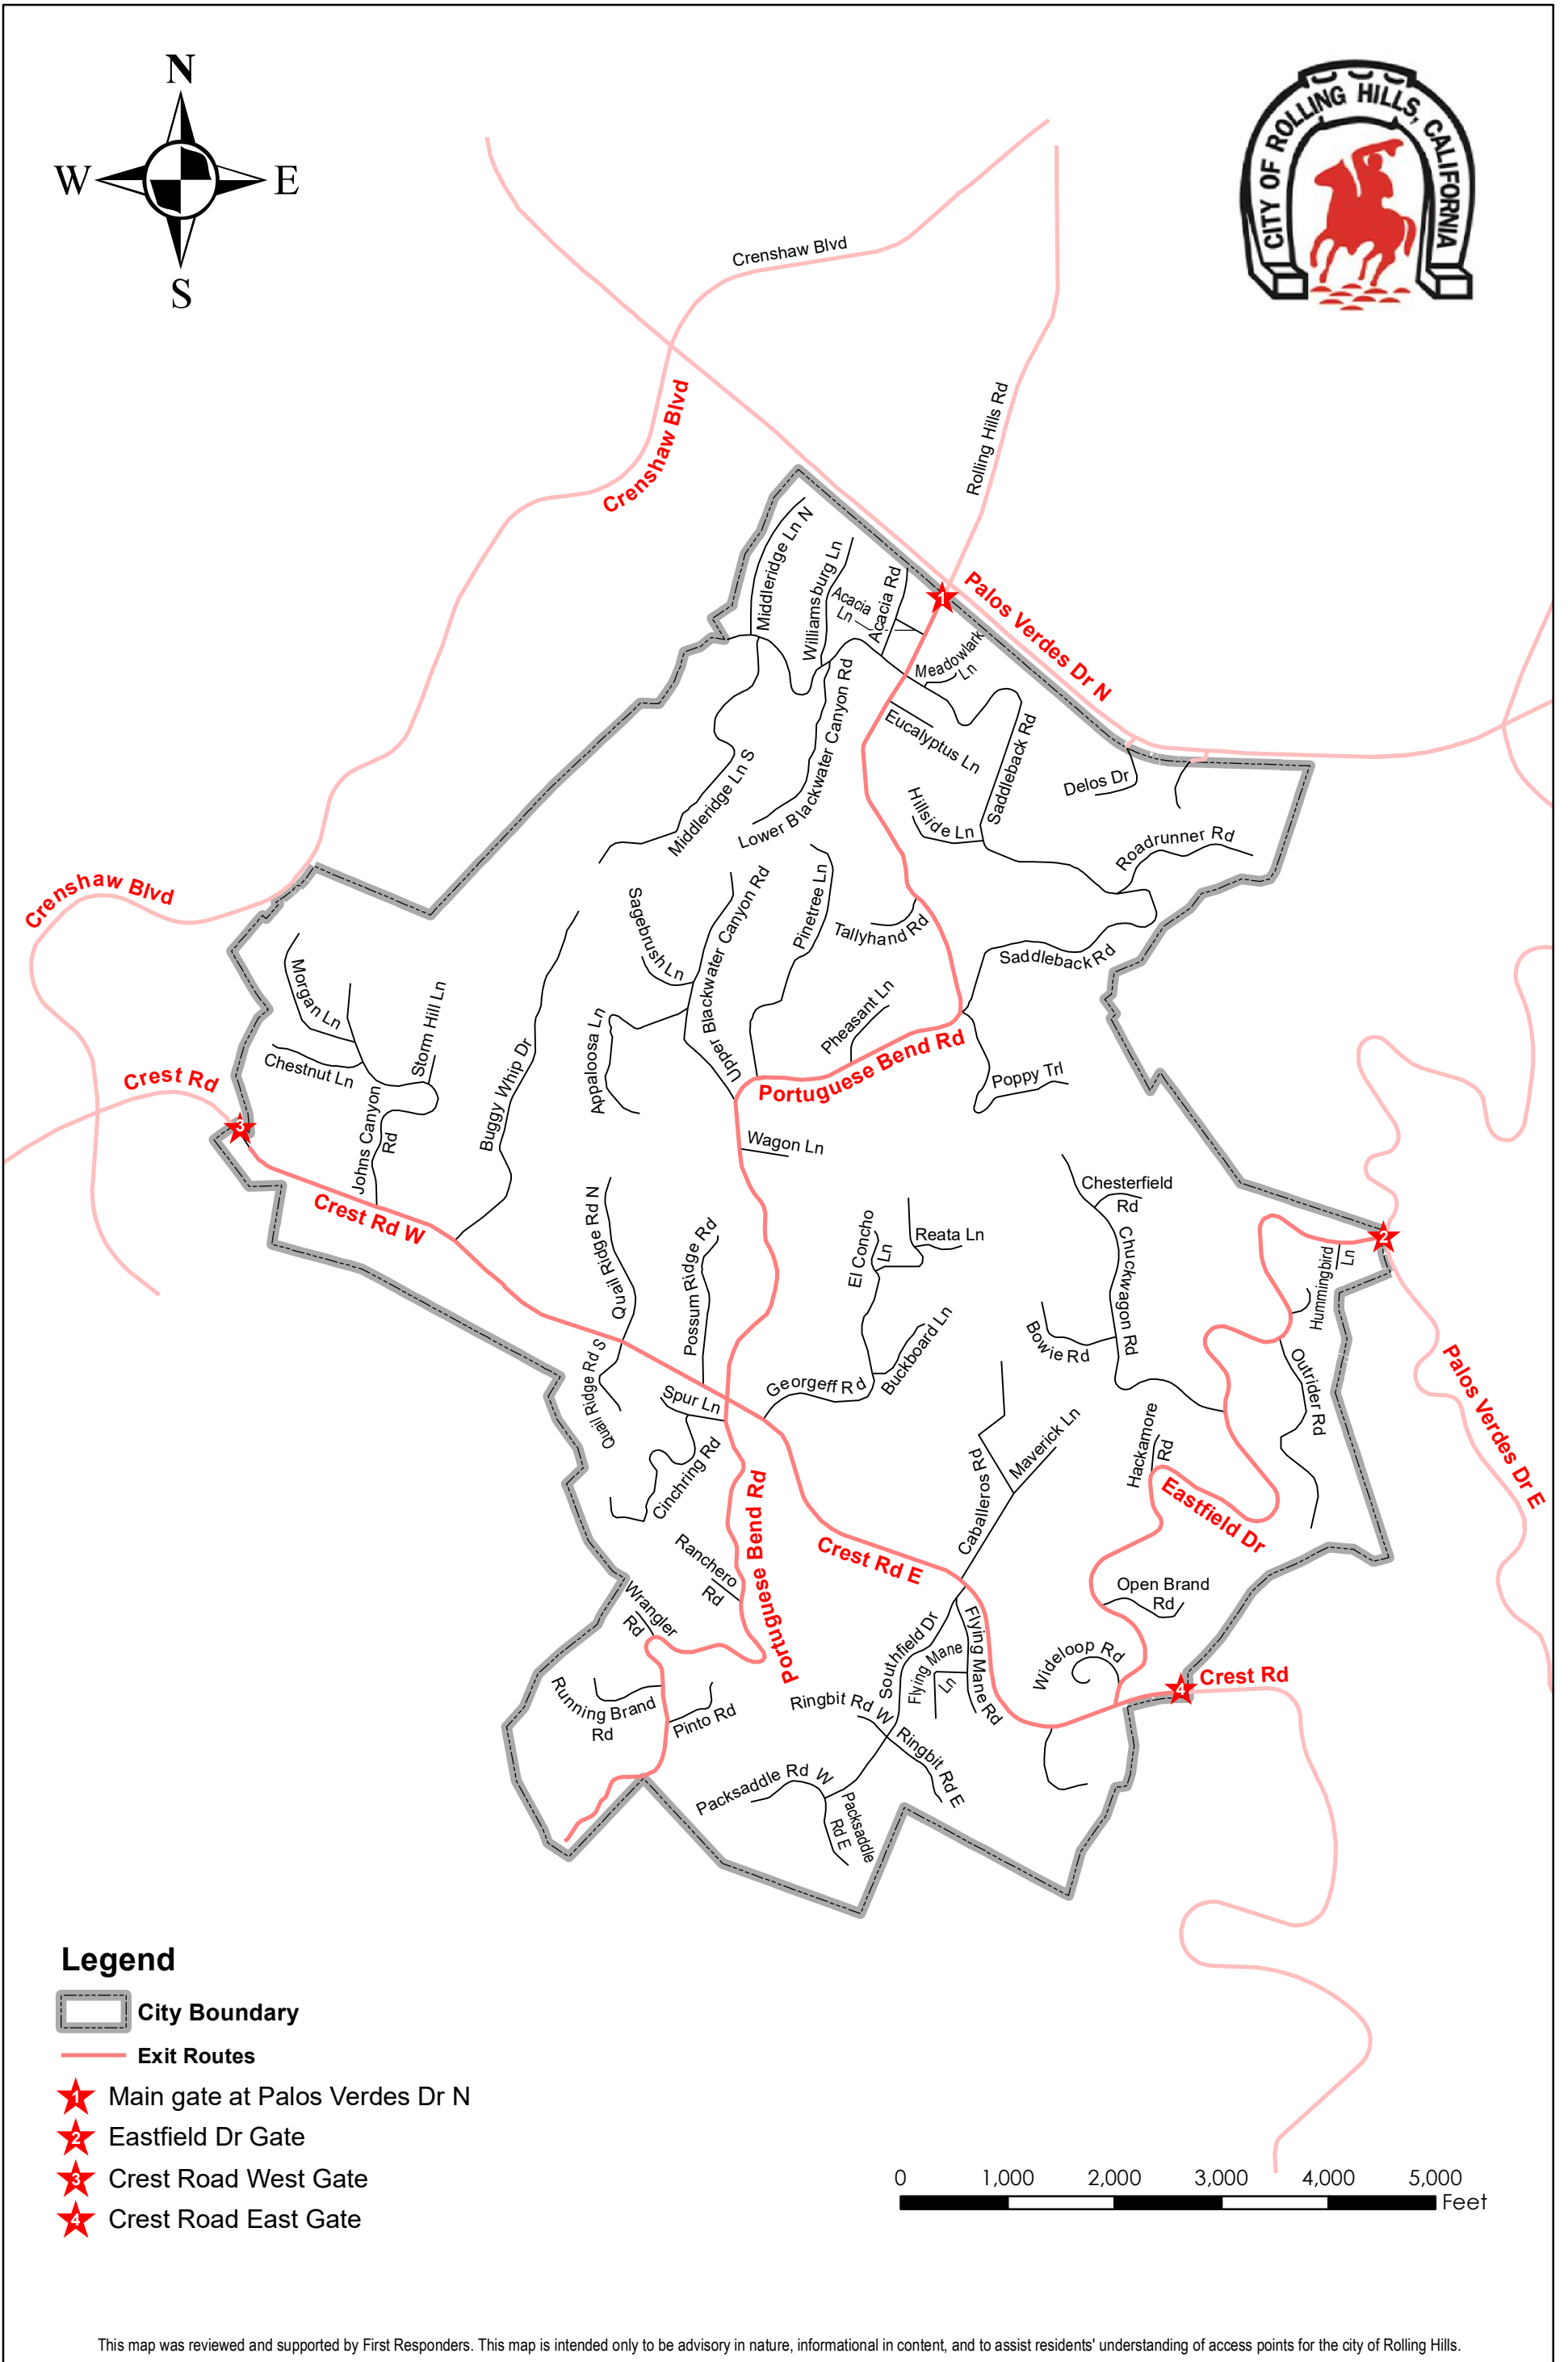 N
W
E
S
CITY OF ROLLING HILLS, CALIFORNIA
Crenshaw Blvd
Crenshaw Blvd
Rolling Hills Rd
Middleridge Ln N
Williamsburg Ln
Acacia
Ln
Acacia Rd
1
Palos Verdes Dr N
Meadowlark
Ln
Lower Blackwater Canyon Rd
Eucalyptus Ln
Saddleback Rd
Middleridge Ln S
Delos Dr
Hillside Ln
Roadrunner Rd
Crenshaw Blvd
Sagebrush Ln
Upper Blackwater Canyon Rd
Pinetree Ln
Tallyhand Rd
Saddleback Rd
Morgan Ln
Storm Hill Ln
Chestnut Ln
Appaloosa Ln
Pheasant Ln
Portuguese Bend Rd
Poppy Trl
Crest Rd
3
Johns Canyon
Rd
Buggy Whip Dr
Wagon Ln
Crest Rd W
Quail Ridge Rd N
Possum Ridge Rd
El Concho
Ln
Reata Ln
Chesterfield
Rd
Chuckwagon Rd
2
Hummingbird
Ln
Quail Ridge Rd S
Spur Ln
Georgeff Rd
Buckboard Ln
Bowie Rd
Outrider Rd
Palos Verdes Dr E
Cinchring Rd
Portuguese Bend Rd
Caballeros Rd
Maverick Ln
Hackamore
Rd
Eastfield Dr
Crest Rd E
Ranchero
Rd
Wrangler
Rd
Open Brand
Rd
Southfield Dr
Flying Mane
Ln
Flying Mane Rd
Wideloop Rd
4
Crest Rd
Running Brand
Rd
Pinto Rd
Ringbit Rd W
Ringbit Rd E
Packsaddle Rd W
Packsaddle
Rd E
Legend
City Boundary
Exit Routes
1 Main gate at Palos Verdes Dr N
2 Eastfield Dr Gate
3 Crest Road West Gate
4 Crest Road East Gate
0 1,000 2,000 3,000 4,000 5,000
Feet
This map was reviewed and supported by First Responders. This map is intended only to be advisory in nature, informational in content, and to assist residents' understanding of access points for the city of Rolling Hills.